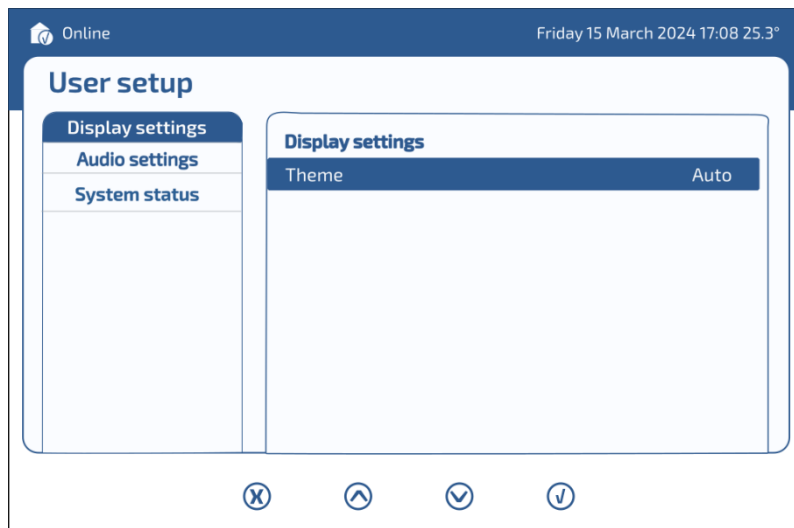 Online
Friday 15 March 2024 17:08 25.3°
User setup
Display settings
Audio settings
System status
Display settings
Theme Auto
X